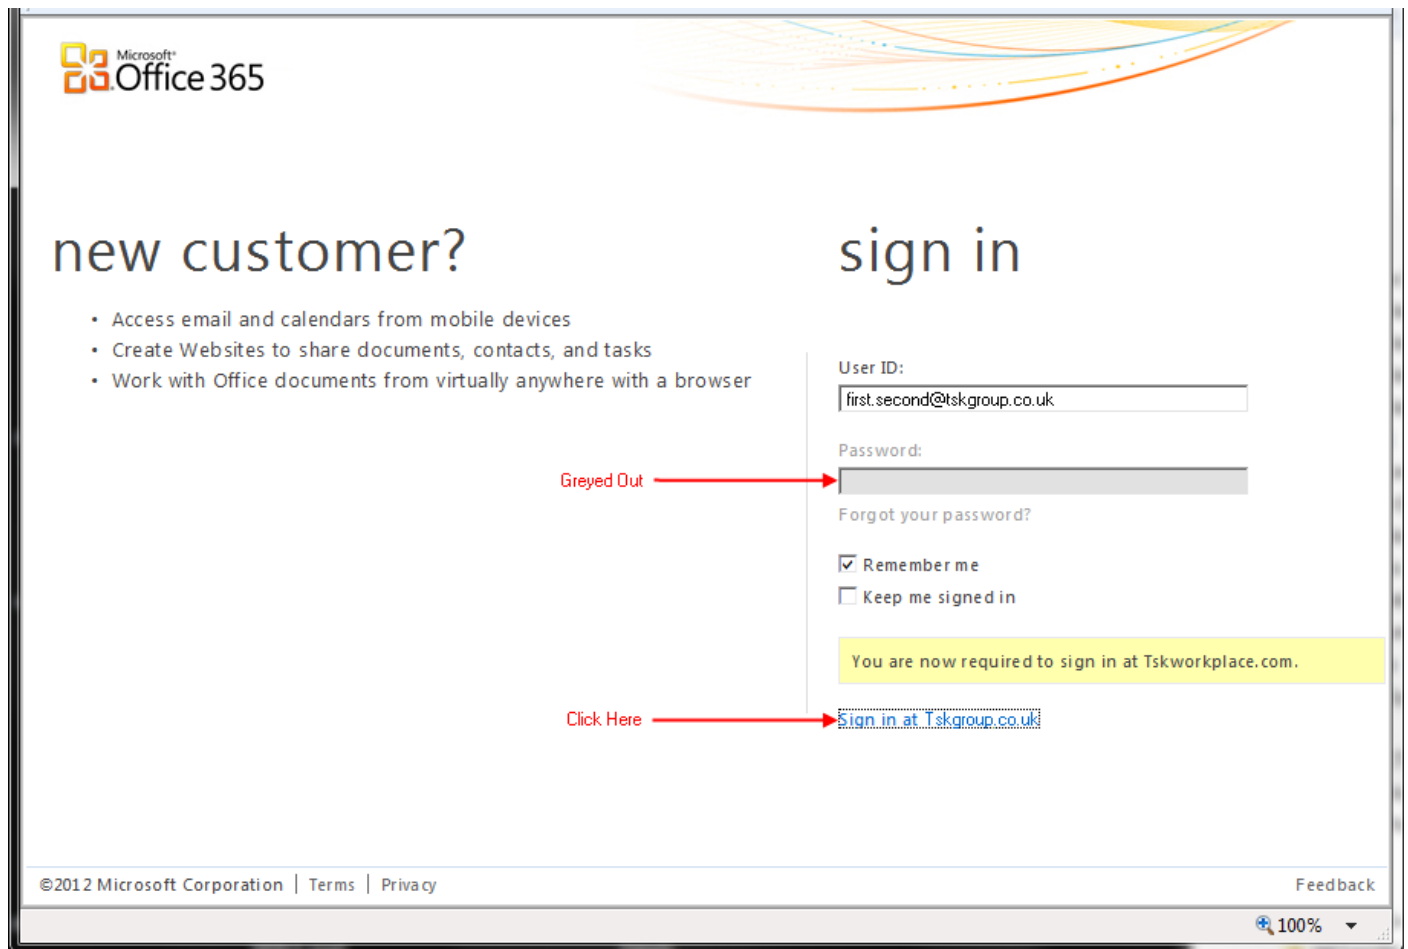 Microsoft®
Office 365
new customer?
• Access email and calendars from mobile devices
• Create Websites to share documents, contacts, and tasks
• Work with Office documents from virtually anywhere with a browser
sign in
User ID:
first.second@tskgroup.co.uk
Password:
Greyed Out
Forgot your password?
Remember me
Keep me signed in
You are now required to sign in at Tskworkplace.com.
Click Here
Sign in at Tskgroup.co.uk
©2012 Microsoft Corporation | Terms | Privacy
Feedback
100%